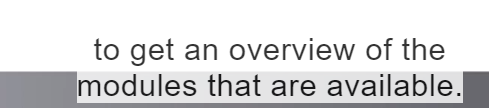 to get an overview of the
modules that are available.